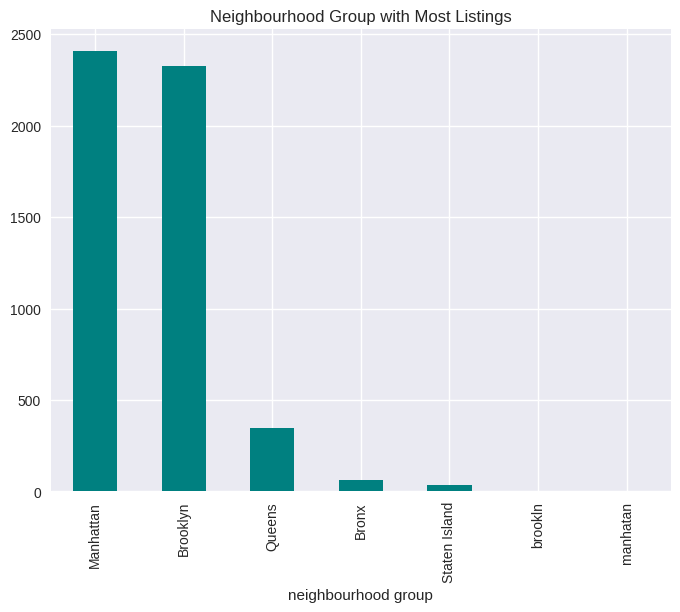 Neighbourhood Group with Most Listings
2500
2000
1500
1000
500
0
Manhattan
Brooklyn
Queens
Bronx
Staten Island
brookln
manhatan
neighbourhood group